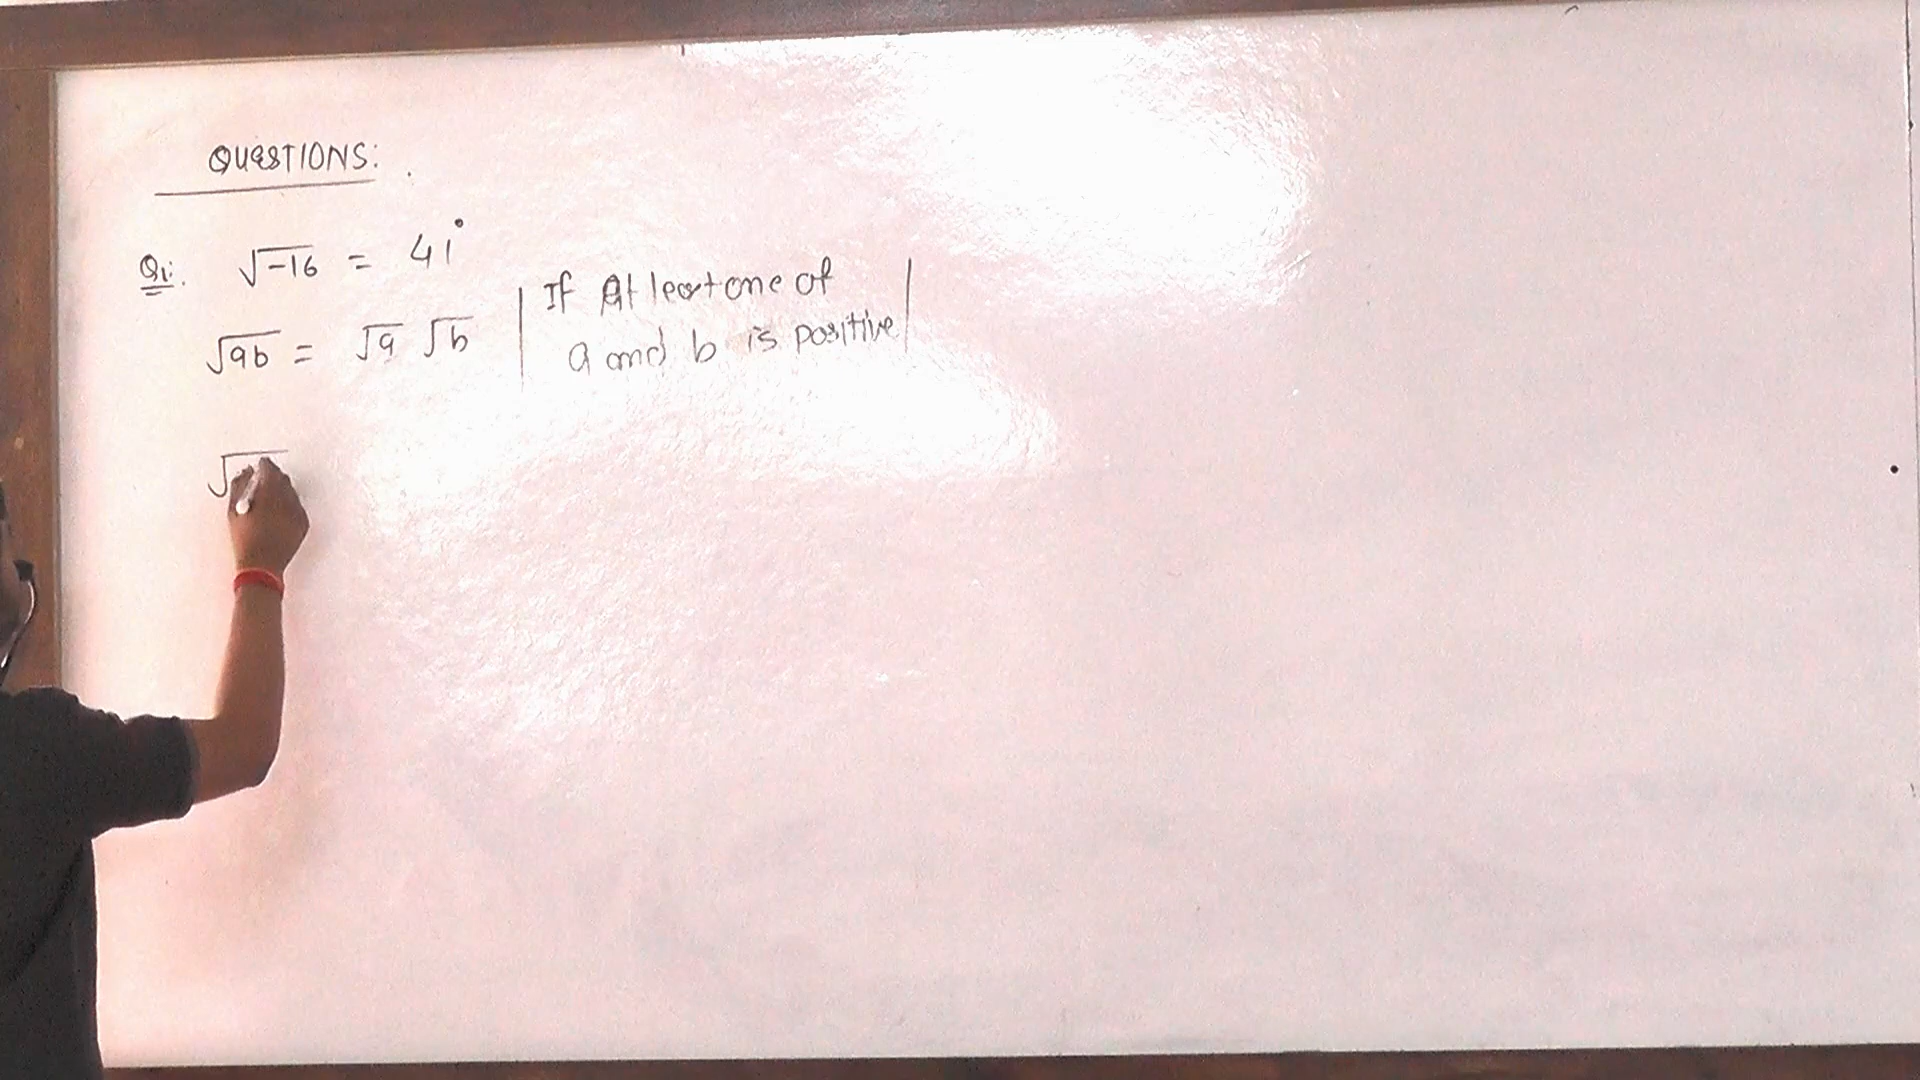 QUESTIONS:
Q1: √-16 = 4i
√ab = √a √b | If At least one of
a and b is positive |
√